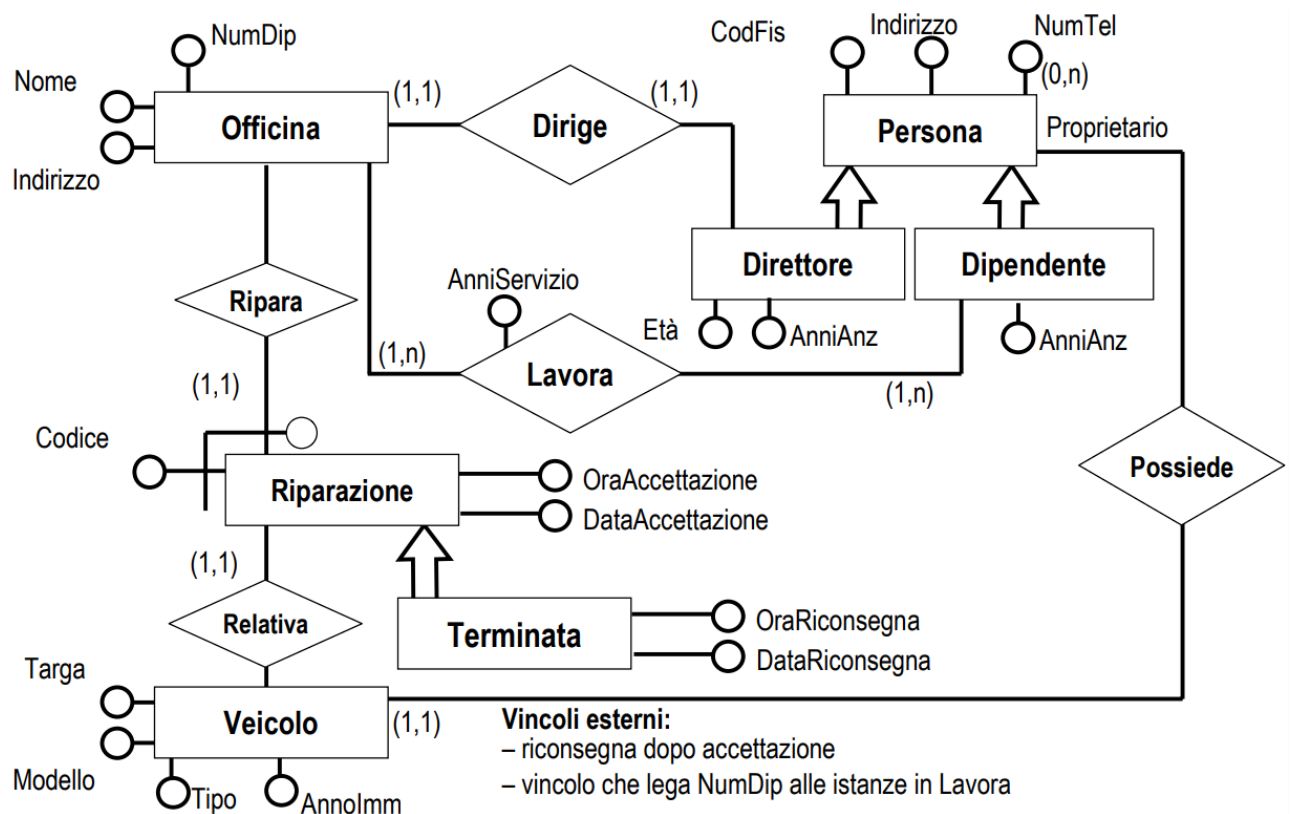 NumDip
CodFis
Indirizzo
NumTel
(0,n)
Nome
Officina
(1,1)
Dirige
(1,1)
Persona
Proprietario
Indirizzo
Direttore
Dipendente
Ripara
AnniServizio
Età
AnniAnz
AnniAnz
(1,n)
Lavora
(1,n)
(1,1)
Codice
Riparazione
OraAccettazione
DataAccettazione
Possiede
(1,1)
Relativa
Terminata
OraRiconsegna
DataRiconsegna
Targa
Veicolo
(1,1)
Modello
Tipo
AnnoImm
Vincoli esterni:
– riconsegna dopo accettazione
– vincolo che lega NumDip alle istanze in Lavora